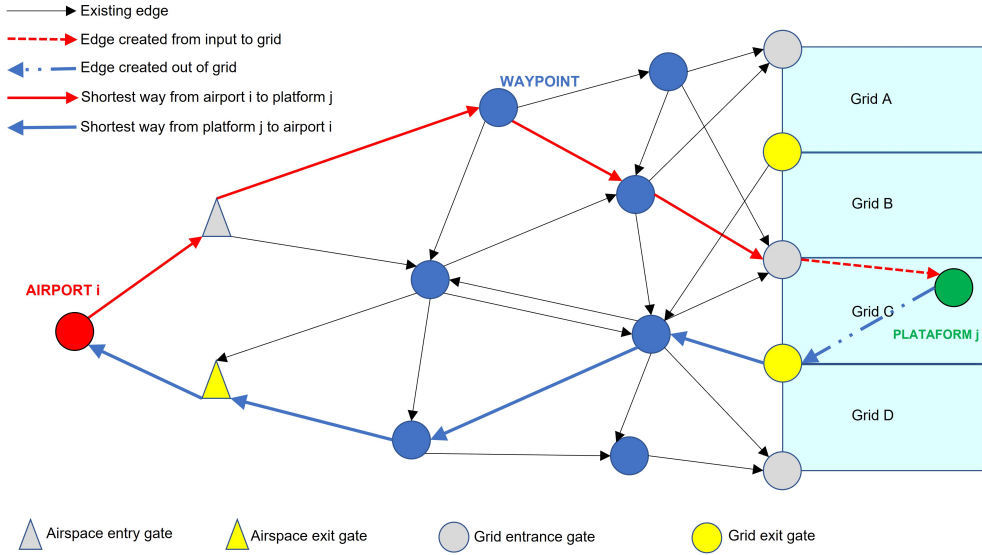 Existing edge
Edge created from input to grid
Edge created out of grid
Shortest way from airport i to platform j
Shortest way from platform j to airport i
WAYPOINT
Grid A
Grid B
AIRPORT i
Grid C
PLATAFORM j
Grid D
Airspace entry gate
Airspace exit gate
Grid entrance gate
Grid exit gate